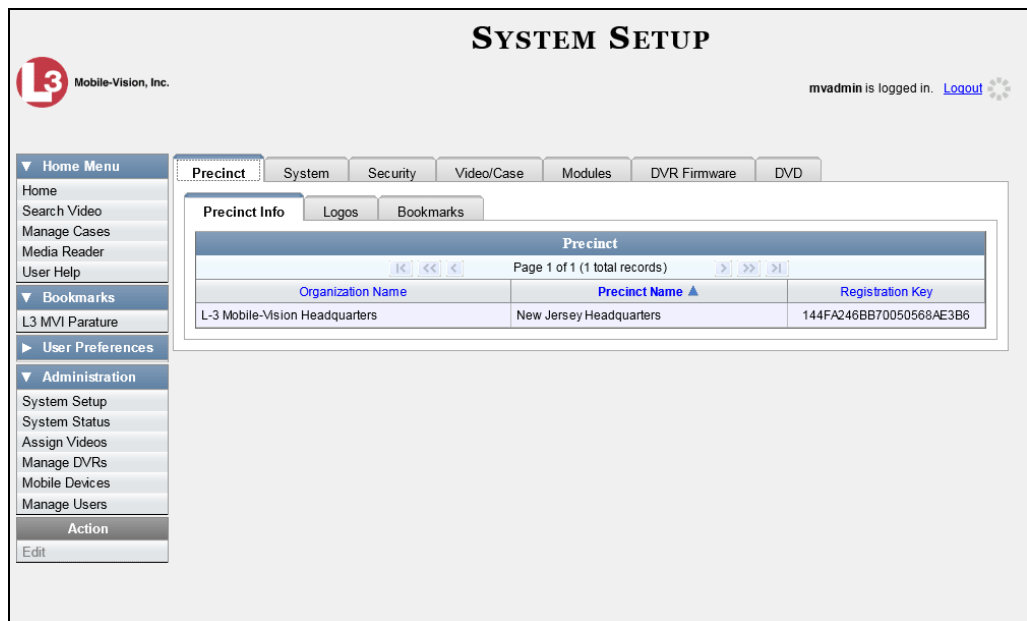 SYSTEM SETUP
L3 Mobile-Vision, Inc.
mvadmin is logged in. Logout
Home Menu
Home
Search Video
Manage Cases
Media Reader
User Help
Bookmarks
L3 MVI Parature
User Preferences
Administration
System Setup
System Status
Assign Videos
Manage DVRs
Mobile Devices
Manage Users
Action
Edit
Precinct System Security Video/Case Modules DVR Firmware DVD
Precinct Info Logos Bookmarks
Precinct
|< << < Page 1 of 1 (1 total records) > >> >|
Organization Name Precinct Name ▲ Registration Key
L-3 Mobile-Vision Headquarters New Jersey Headquarters 144FA246BB70050568AE3B6